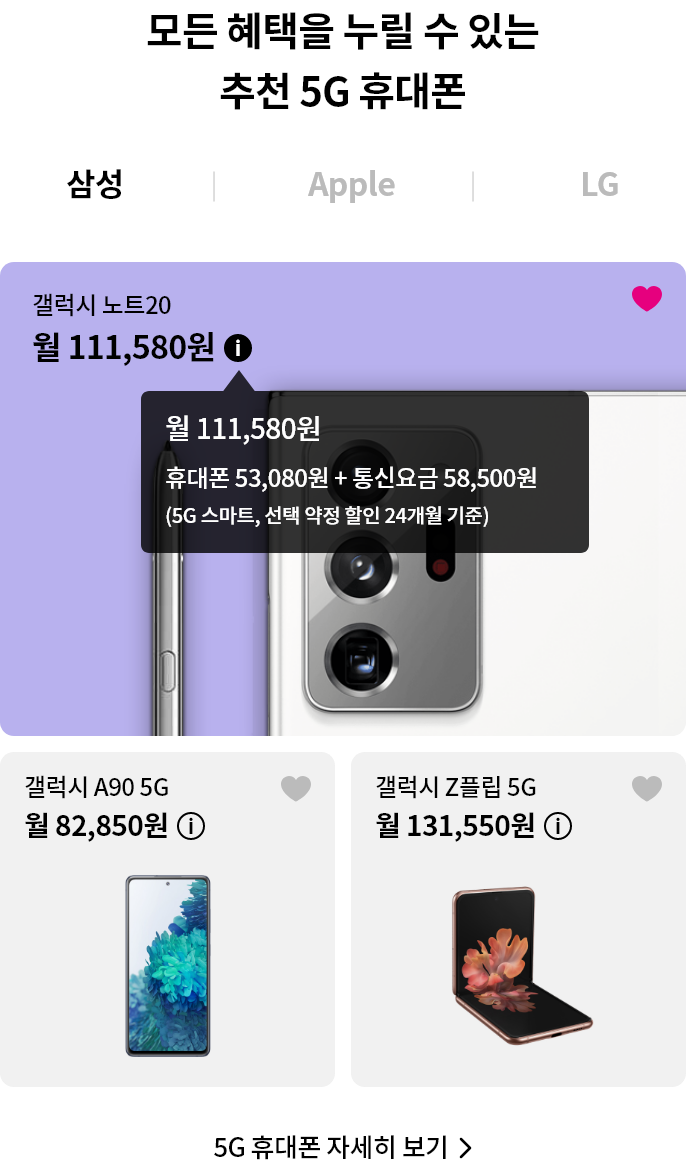 모든 혜택을 누릴 수 있는
추천 5G 휴대폰
삼성
Apple
LG
갤럭시 노트20
월 111,580원
월 111,580원
휴대폰 53,080원 + 통신요금 58,500원
(5G 스마트, 선택 약정 할인 24개월 기준)
갤럭시 A90 5G
월 82,850원
갤럭시 Z플립 5G
월 131,550원
5G 휴대폰 자세히 보기 >